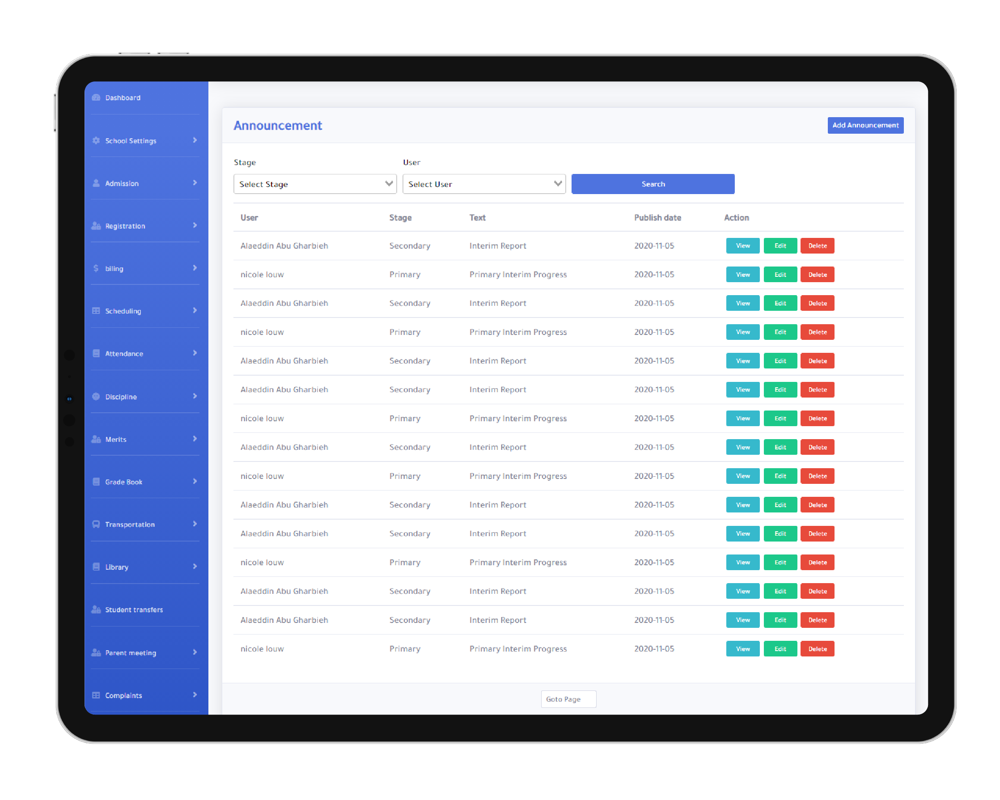 Dashboard
School Settings
Admission
Registration
biling
Scheduling
Attendance
Discipline
Merits
Grade Book
Transportation
Library
Student transfers
Parent meeting
Complaints
Announcement
Add Announcement
Stage User
Select Stage Select User Search
User Stage Text Publish date Action
Alaeddin Abu Gharbieh Secondary Interim Report 2020-11-05 View Edit Delete
nicole louw Primary Primary Interim Progress 2020-11-05 View Edit Delete
Alaeddin Abu Gharbieh Secondary Interim Report 2020-11-05 View Edit Delete
nicole louw Primary Primary Interim Progress 2020-11-05 View Edit Delete
Alaeddin Abu Gharbieh Secondary Interim Report 2020-11-05 View Edit Delete
Alaeddin Abu Gharbieh Secondary Interim Report 2020-11-05 View Edit Delete
nicole louw Primary Primary Interim Progress 2020-11-05 View Edit Delete
Alaeddin Abu Gharbieh Secondary Interim Report 2020-11-05 View Edit Delete
nicole louw Primary Primary Interim Progress 2020-11-05 View Edit Delete
Alaeddin Abu Gharbieh Secondary Interim Report 2020-11-05 View Edit Delete
Alaeddin Abu Gharbieh Secondary Interim Report 2020-11-05 View Edit Delete
nicole louw Primary Primary Interim Progress 2020-11-05 View Edit Delete
Alaeddin Abu Gharbieh Secondary Interim Report 2020-11-05 View Edit Delete
Alaeddin Abu Gharbieh Secondary Interim Report 2020-11-05 View Edit Delete
nicole louw Primary Primary Interim Progress 2020-11-05 View Edit Delete
Goto Page